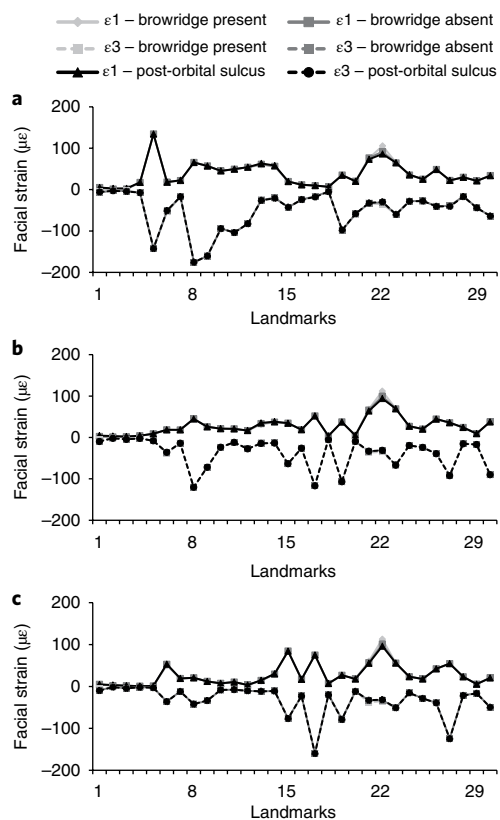 ε1 – browridge present ε1 – browridge absent
ε3 – browridge present ε3 – browridge absent
ε1 – post-orbital sulcus ε3 – post-orbital sulcus
a
Facial strain (με)
200
100
0
–100
–200
1 8 15 22 29
Landmarks
b
Facial strain (με)
200
100
0
–100
–200
1 8 15 22 29
Landmarks
c
Facial strain (με)
200
100
0
–100
–200
1 8 15 22 29
Landmarks